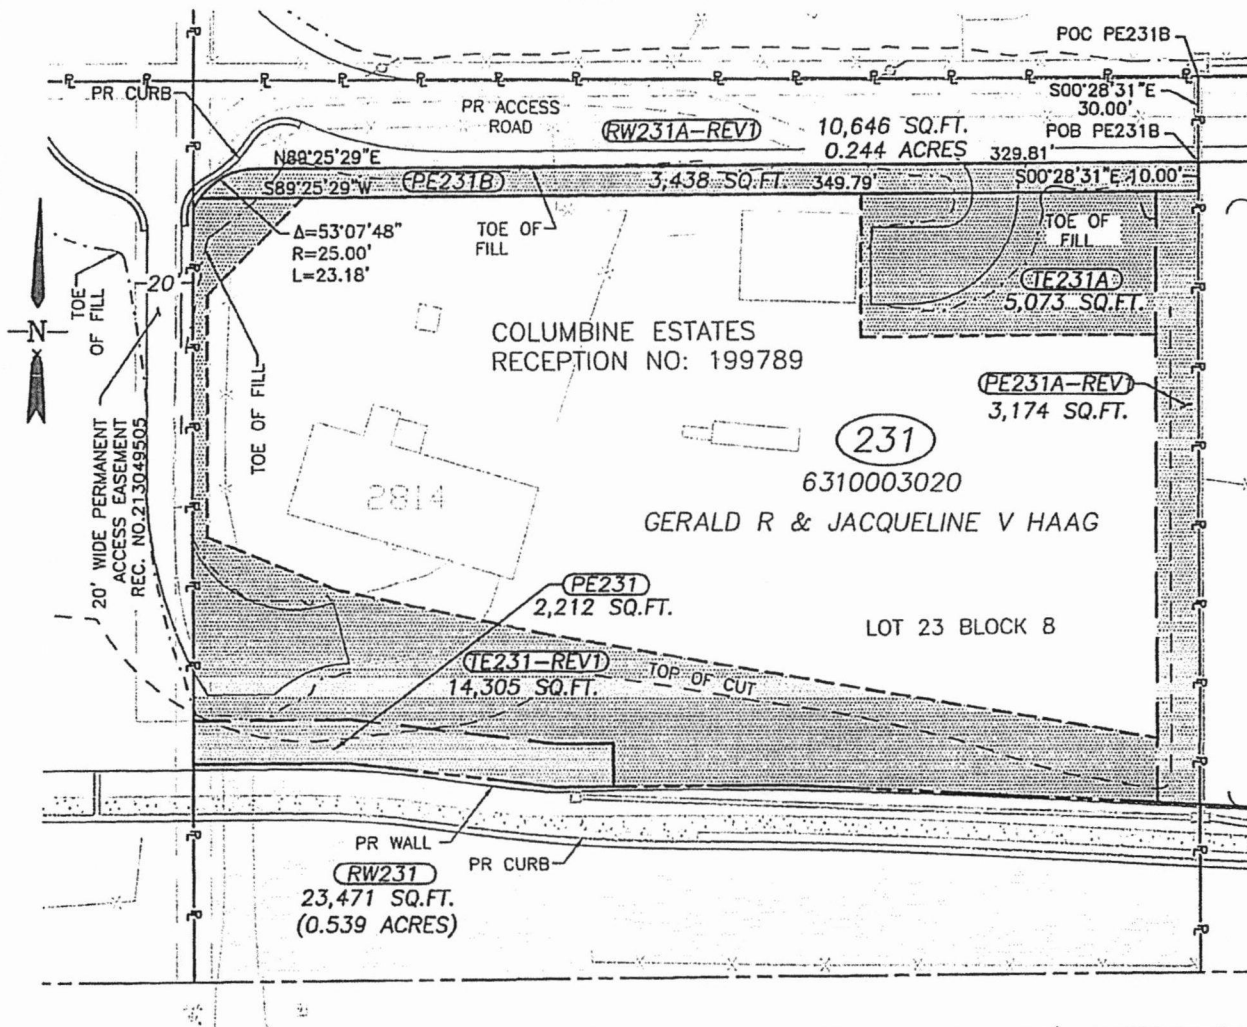 POC PE231B
PR CURB
PR ACCESS
ROAD
RW231A-REV1
10,646 SQ.FT.
0.244 ACRES
S00°28'31"E
30.00'
POB PE231B
329.81'
N89°25'29"E
S89°25'29"W
PE231B
3,438 SQ.FT.
349.79'
S00°28'31"E 10.00'
Δ=53°07'48"
R=25.00'
L=23.18'
TOE OF
FILL
TOE OF
FILL
TE231A
5,073 SQ.FT.
TOE
OF FILL
20'
N
TOE OF FILL
COLUMBINE ESTATES
RECEPTION NO: 199789
PE231A-REV1
3,174 SQ.FT.
20' WIDE PERMANENT
ACCESS EASEMENT
REC. NO.213049505
231
6310003020
GERALD R & JACQUELINE V HAAG
2814
PE231
2,212 SQ.FT.
LOT 23 BLOCK 8
TE231-REV1
14,305 SQ.FT.
TOP OF CUT
PR WALL
PR CURB
RW231
23,471 SQ.FT.
(0.539 ACRES)